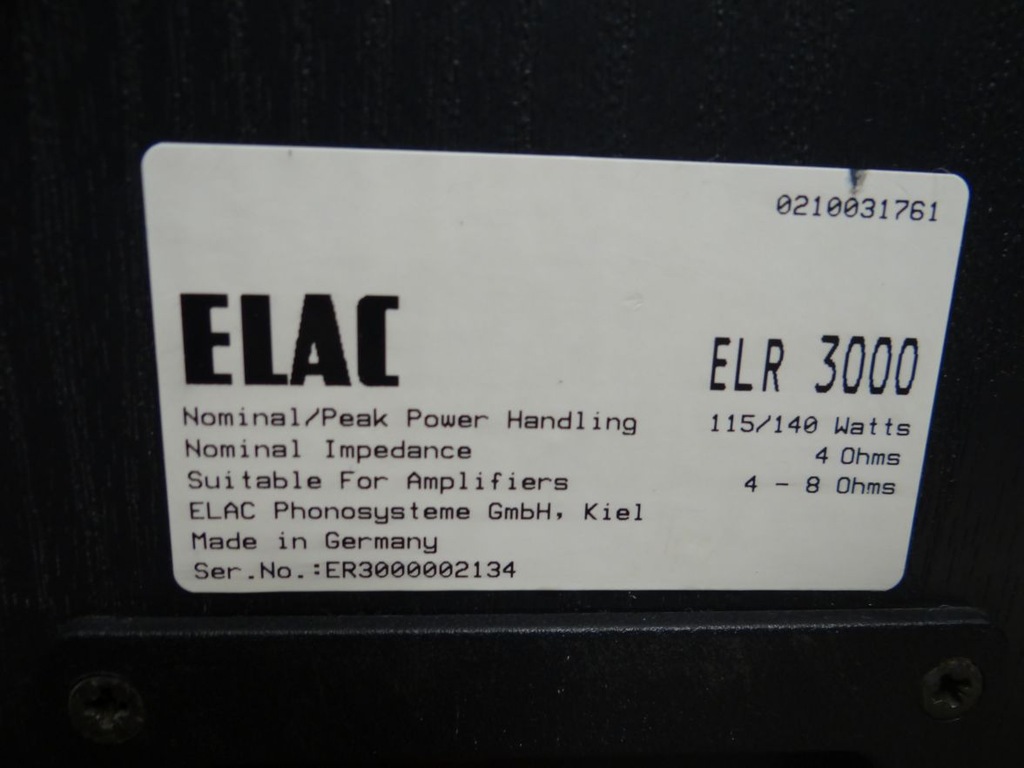 0210031761
ELAC ELR 3000
Nominal/Peak Power Handling 115/140 Watts
Nominal Impedance 4 Ohms
Suitable For Amplifiers 4 - 8 Ohms
ELAC Phonosysteme GmbH, Kiel
Made in Germany
Ser.No.:ER3000002134